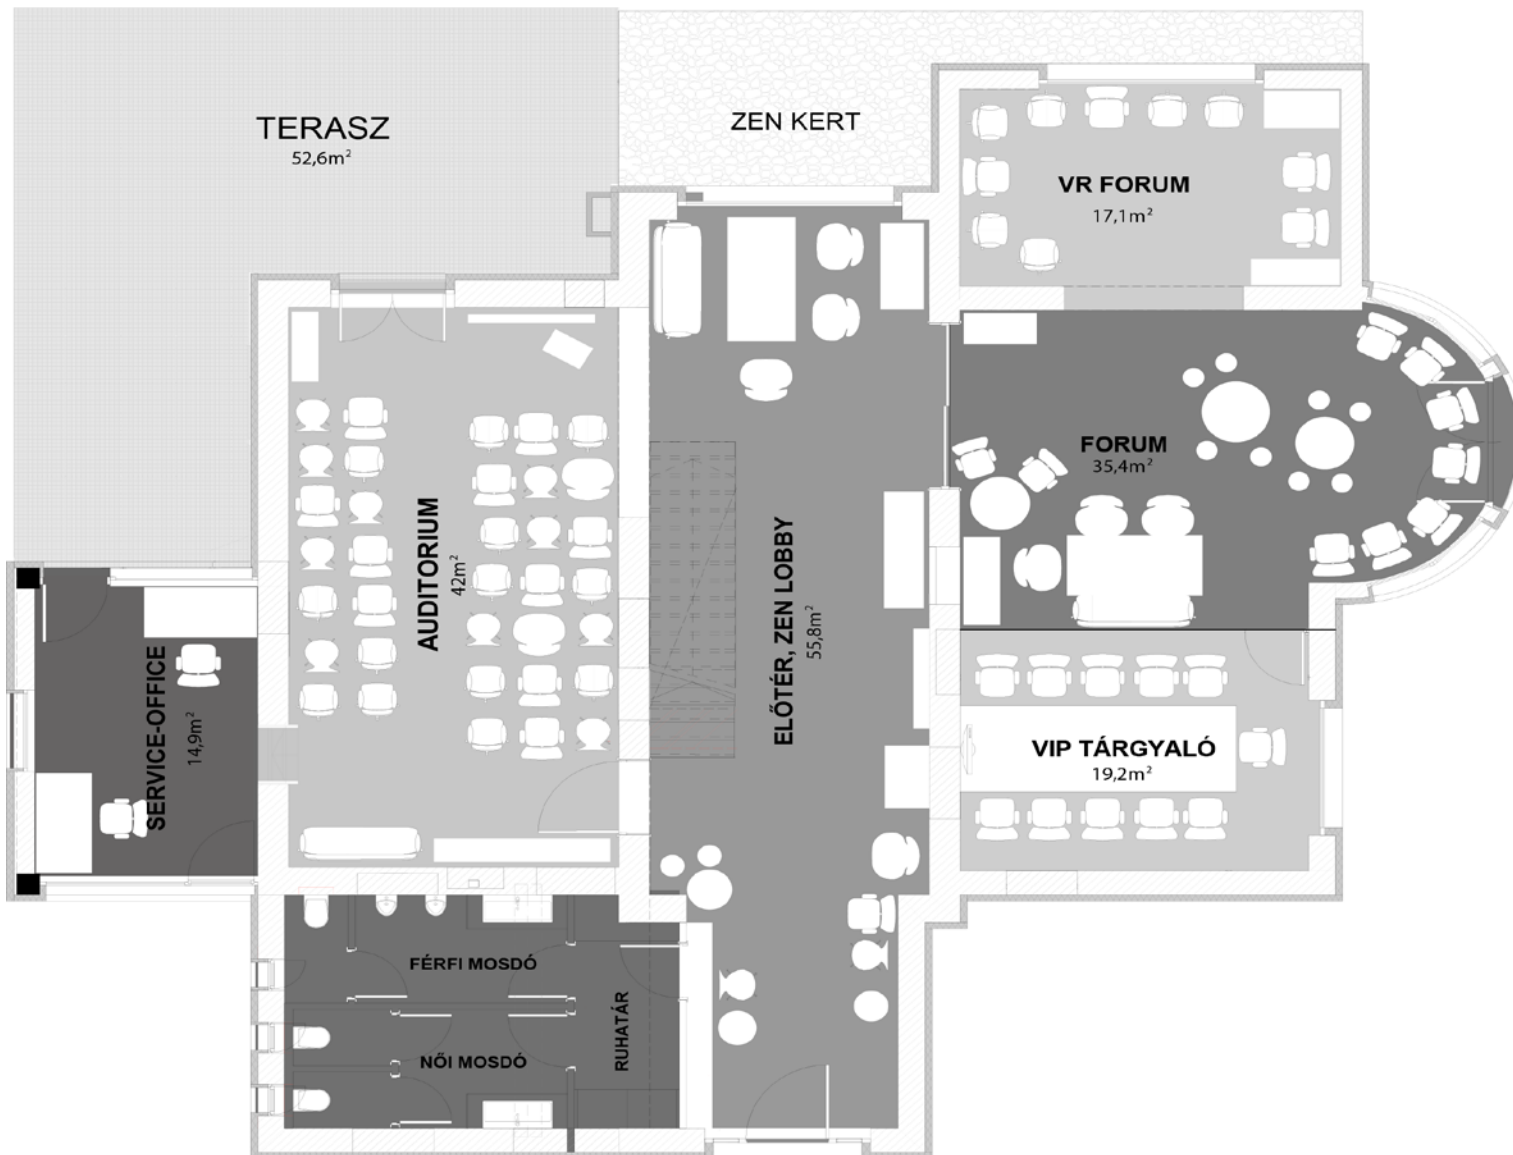 TERASZ
52,6m²
ZEN KERT
VR FORUM
17,1m²
FORUM
35,4m²
AUDITORIUM
42m²
ELŐTÉR, ZEN LOBBY
55,8m²
SERVICE-OFFICE
14,9m²
VIP TÁRGYALÓ
19,2m²
FÉRFI MOSDÓ
NŐI MOSDÓ
RUHATÁR